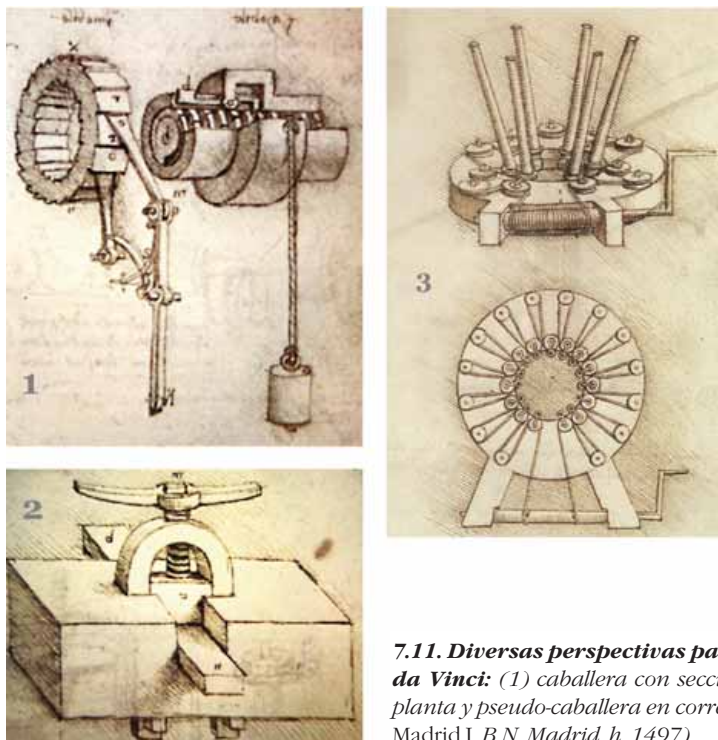 1
2
3
7.11. Diversas perspectivas pa
da Vinci: (1) caballera con secci
planta y pseudo-caballera en corre
Madrid I, B.N. Madrid, h. 1497)